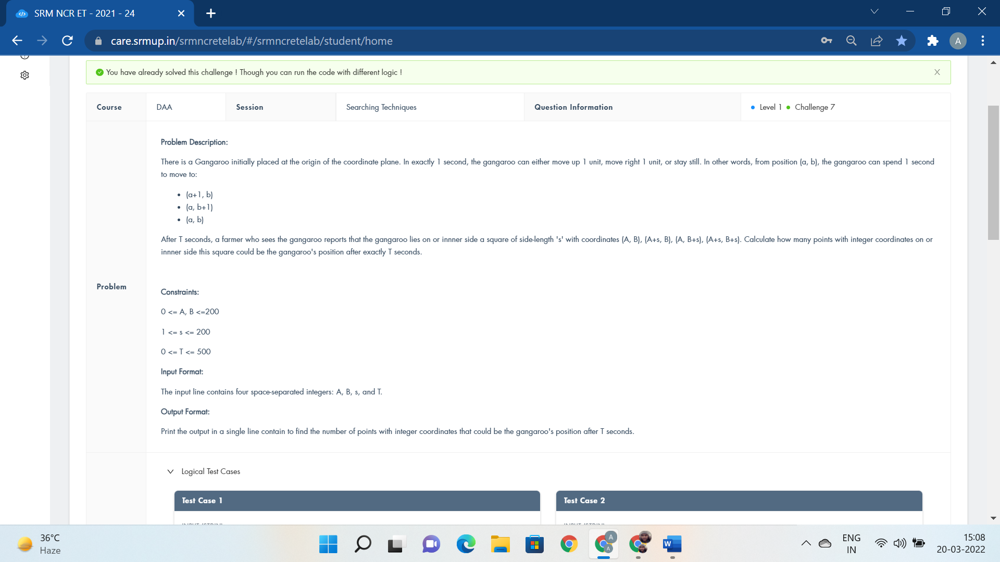 SRM NCR ET - 2021 - 24
care.srmup.in/srmncretelab/#/srmncretelab/student/home
A
You have already solved this challenge ! Though you can run the code with different logic !
Course DAA Session Searching Techniques Question Information Level 1 Challenge 7
Problem
Problem Description:
There is a Gangaroo initially placed at the origin of the coordinate plane. In exactly 1 second, the gangaroo can either move up 1 unit, move right 1 unit, or stay still. In other words, from position (a, b), the gangaroo can spend 1 second
to move to:
• (a+1, b)
• (a, b+1)
• (a, b)
After T seconds, a farmer who sees the gangaroo reports that the gangaroo lies on or innner side a square of side-length 's' with coordinates (A, B), (A+s, B), (A, B+s), (A+s, B+s). Calculate how many points with integer coordinates on or
innner side this square could be the gangaroo's position after exactly T seconds.
Constraints:
0 <= A, B <=200
1 <= s <= 200
0 <= T <= 500
Input Format:
The input line contains four space-separated integers: A, B, s, and T.
Output Format:
Print the output in a single line contain to find the number of points with integer coordinates that could be the gangaroo's position after T seconds.
Logical Test Cases
Test Case 1
Test Case 2
36°C
Haze
A
A
W
ENG
IN
15:08
20-03-2022